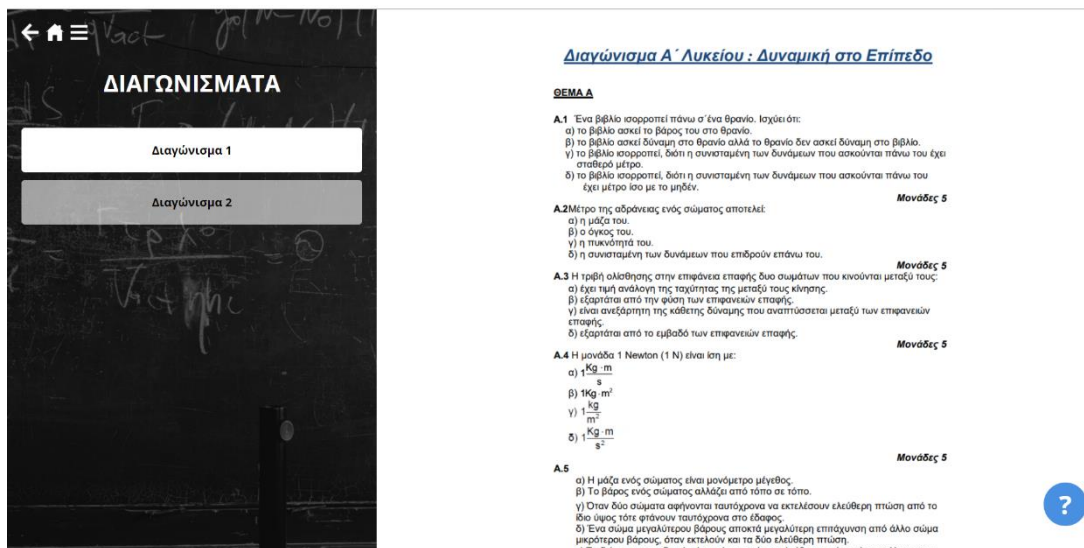 ΔΙΑΓΩΝΙΣΜΑΤΑ
Διαγώνισμα 1
Διαγώνισμα 2
Διαγώνισμα Α΄ Λυκείου : Δυναμική στο Επίπεδο
ΘΕΜΑ Α
Α.1 Ένα βιβλίο ισορροπεί πάνω σ΄ένα θρανίο. Ισχύει ότι:
α) το βιβλίο ασκεί το βάρος του στο θρανίο.
β) το βιβλίο ασκεί δύναμη στο θρανίο αλλά το θρανίο δεν ασκεί δύναμη στο βιβλίο.
γ) το βιβλίο ισορροπεί, διότι η συνισταμένη των δυνάμεων που ασκούνται πάνω του έχει
σταθερό μέτρο.
δ) το βιβλίο ισορροπεί, διότι η συνισταμένη των δυνάμεων που ασκούνται πάνω του
έχει μέτρο ίσο με το μηδέν.
Μονάδες 5
Α.2Μέτρο της αδράνειας ενός σώματος αποτελεί:
α) η μάζα του.
β) ο όγκος του.
γ) η πυκνότητά του.
δ) η συνισταμένη των δυνάμεων που επιδρούν επάνω του.
Μονάδες 5
Α.3 Η τριβή ολίσθησης στην επιφάνεια επαφής δυο σωμάτων που κινούνται μεταξύ τους:
α) έχει τιμή ανάλογη της ταχύτητας της μεταξύ τους κίνησης.
β) εξαρτάται από την φύση των επιφανειών επαφής.
γ) είναι ανεξάρτητη της κάθετης δύναμης που αναπτύσσεται μεταξύ των επιφανειών
επαφής.
δ) εξαρτάται από το εμβαδό των επιφανειών επαφής.
Μονάδες 5
Α.4 Η μονάδα 1 Newton (1 N) είναι ίση με:
α) 1 Kg·m/s
β) 1Kg·m²
γ) 1 kg/m²
δ) 1 Kg·m/s²
Μονάδες 5
Α.5
α) Η μάζα ενός σώματος είναι μονόμετρο μέγεθος.
β) Το βάρος ενός σώματος αλλάζει από τόπο σε τόπο.
γ) Όταν δύο σώματα αφήνονται ταυτόχρονα να εκτελέσουν ελεύθερη πτώση από το
ίδιο ύψος τότε φτάνουν ταυτόχρονα στο έδαφος.
δ) Ένα σώμα μεγαλύτερου βάρους αποκτά μεγαλύτερη επιτάχυνση από άλλο σώμα
μικρότερου βάρους, όταν εκτελούν και τα δύο ελεύθερη πτώση.
?